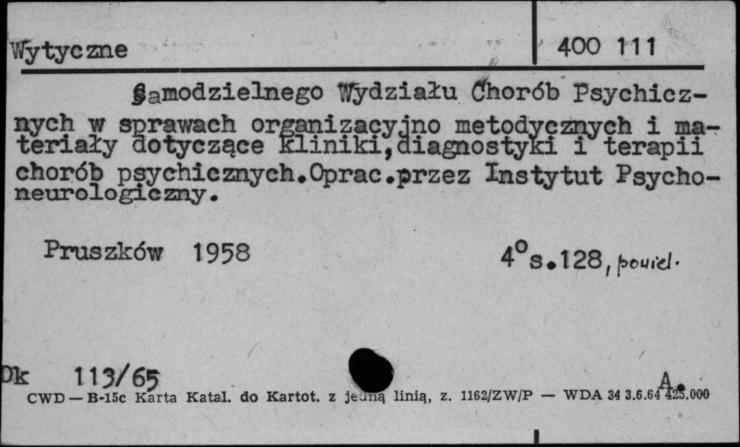 Wytyczne 400 111
Samodzielnego Wydziału Chorób Psychicz-
nych w sprawach organizacyjno metodycznych i ma-
teriały dotyczące kliniki,diagnostyki i terapii
chorób psychicznych.Oprac.przez Instytut Psycho-
neurologiczny.
Pruszków 1958 4° s.128, powiel.
Dk 113/65 A.
CWD — B-15c Karta Katal. do Kartot. z jedną linią, z. 1162/ZW/P — WDA 34 3.6.64 425.000